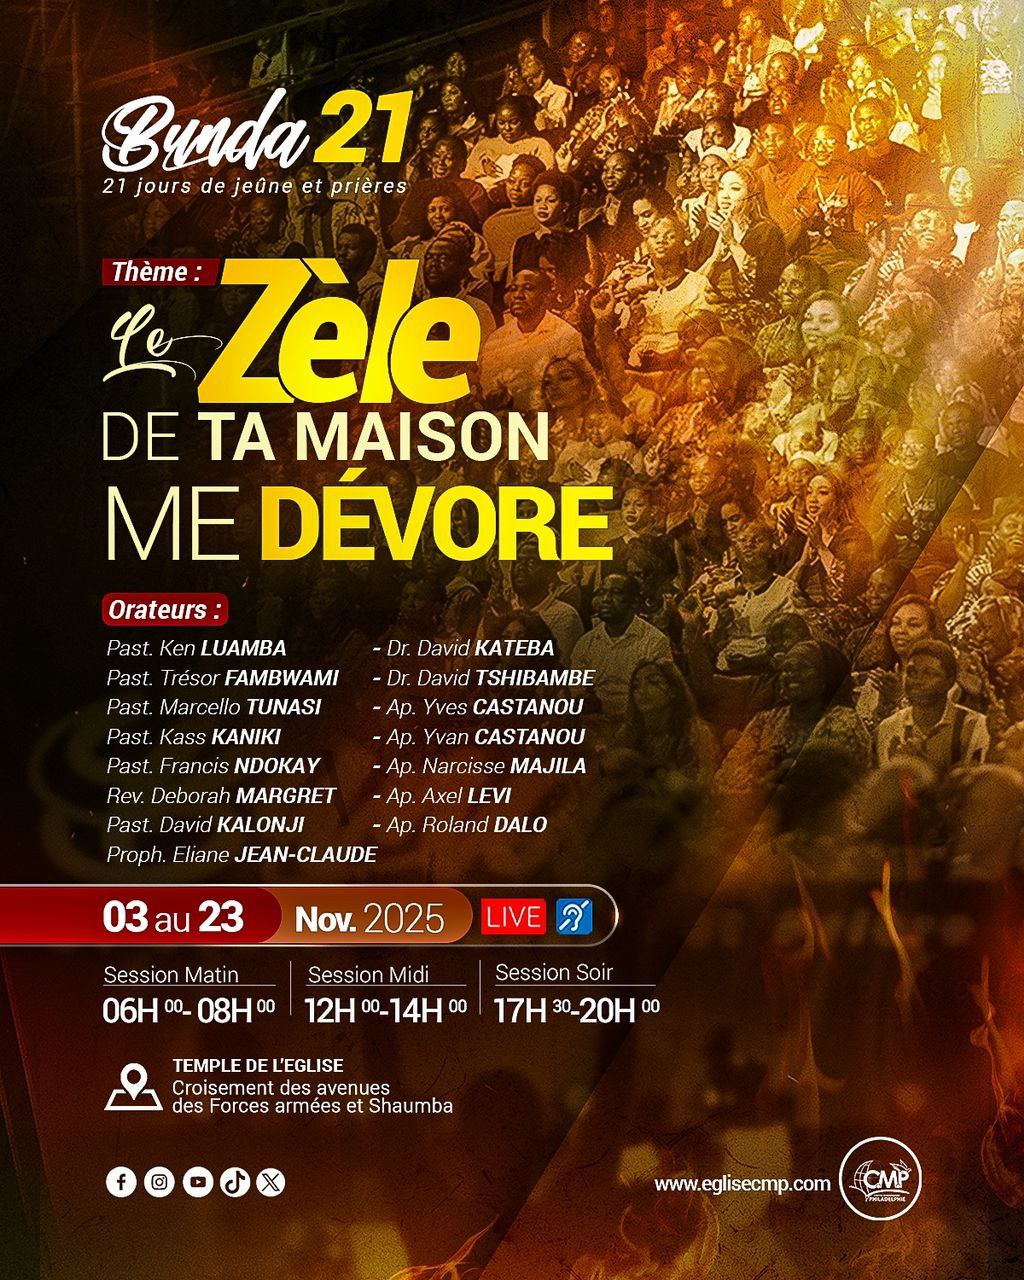 Bunda 21
21 jours de jeûne et prières
Thème :
Le Zèle
DE TA MAISON
ME DÉVORE
Orateurs :
Past. Ken LUAMBA
Past. Trésor FAMBWAMI
Past. Marcello TUNASI
Past. Kass KANIKI
Past. Francis NDOKAY
Rev. Deborah MARGRET
Past. David KALONJI
Proph. Eliane JEAN-CLAUDE
- Dr. David KATEBA
- Dr. David TSHIBAMBE
- Ap. Yves CASTANOU
- Ap. Yvan CASTANOU
- Ap. Narcisse MAJILA
- Ap. Axel LEVI
- Ap. Roland DALO
03 au 23 Nov. 2025 LIVE
Session Matin
06H 00- 08H 00
Session Midi
12H 00-14H 00
Session Soir
17H 30-20H 00
TEMPLE DE L'EGLISE
Croisement des avenues
des Forces armées et Shaumba
www.eglisecmp.com
CMP
PHILADELPHIE